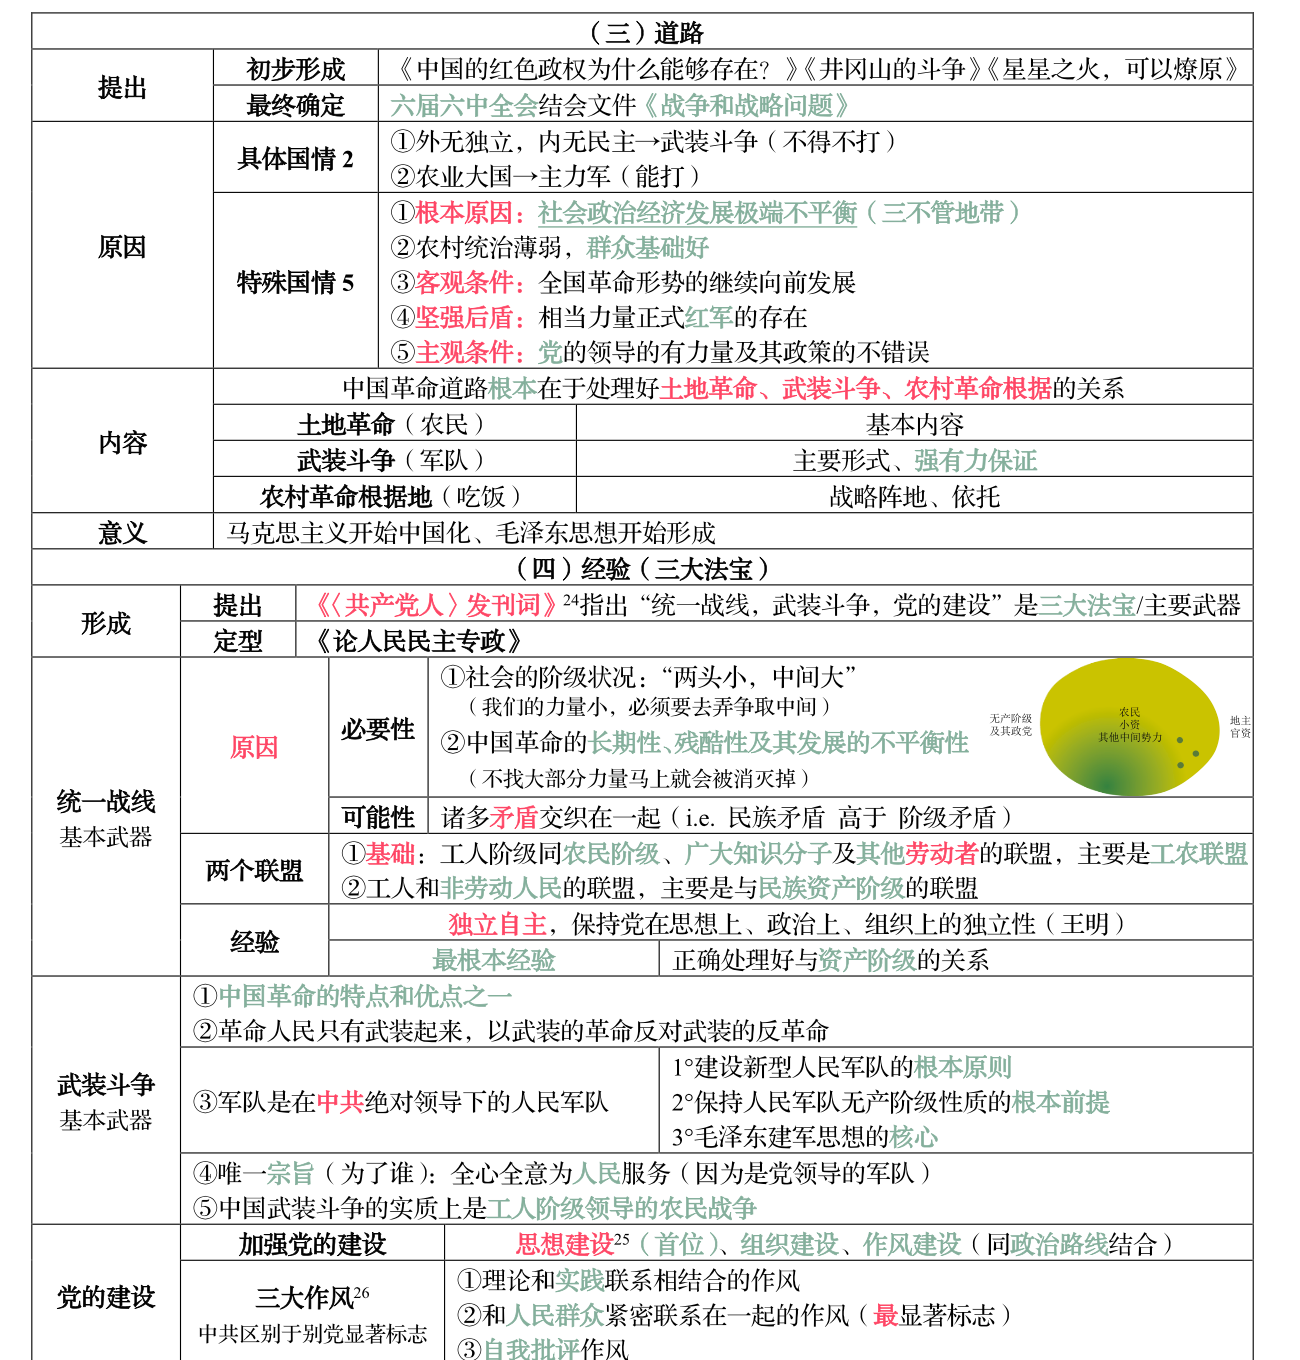 （三）道路
提出
初步形成
《中国的红色政权为什么能够存在？》《井冈山的斗争》《星星之火，可以燎原》
最终确定
六届六中全会结会文件《战争和战略问题》
原因
具体国情 2
①外无独立，内无民主→武装斗争（不得不打）
②农业大国→主力军（能打）
特殊国情 5
①根本原因：社会政治经济发展极端不平衡（三不管地带）
②农村统治薄弱，群众基础好
③客观条件：全国革命形势的继续向前发展
④坚强后盾：相当力量正式红军的存在
⑤主观条件：党的领导的有力量及其政策的不错误
内容
中国革命道路根本在于处理好土地革命、武装斗争、农村革命根据的关系
土地革命（农民）
基本内容
武装斗争（军队）
主要形式、强有力保证
农村革命根据地（吃饭）
战略阵地、依托
意义
马克思主义开始中国化、毛泽东思想开始形成
（四）经验（三大法宝）
形成
提出
《〈共产党人〉发刊词》24指出“统一战线，武装斗争，党的建设”是三大法宝/主要武器
定型
《论人民民主专政》
统一战线
基本武器
原因
必要性
①社会的阶级状况：“两头小，中间大”
（我们的力量小，必须要去弄争取中间）
②中国革命的长期性、残酷性及其发展的不平衡性
（不找大部分力量马上就会被消灭掉）
无产阶级
及其政党
农民
小资
其他中间势力
地主
官资
可能性
诸多矛盾交织在一起（i.e. 民族矛盾 高于 阶级矛盾）
两个联盟
①基础：工人阶级同农民阶级、广大知识分子及其他劳动者的联盟，主要是工农联盟
②工人和非劳动人民的联盟，主要是与民族资产阶级的联盟
经验
独立自主，保持党在思想上、政治上、组织上的独立性（王明）
最根本经验
正确处理好与资产阶级的关系
武装斗争
基本武器
①中国革命的特点和优点之一
②革命人民只有武装起来，以武装的革命反对武装的反革命
③军队是在中共绝对领导下的人民军队
1°建设新型人民军队的根本原则
2°保持人民军队无产阶级性质的根本前提
3°毛泽东建军思想的核心
④唯一宗旨（为了谁）：全心全意为人民服务（因为是党领导的军队）
⑤中国武装斗争的实质上是工人阶级领导的农民战争
党的建设
加强党的建设
思想建设25（首位）、组织建设、作风建设（同政治路线结合）
三大作风26
中共区别于别党显著标志
①理论和实践联系相结合的作风
②和人民群众紧密联系在一起的作风（最显著标志）
③自我批评作风